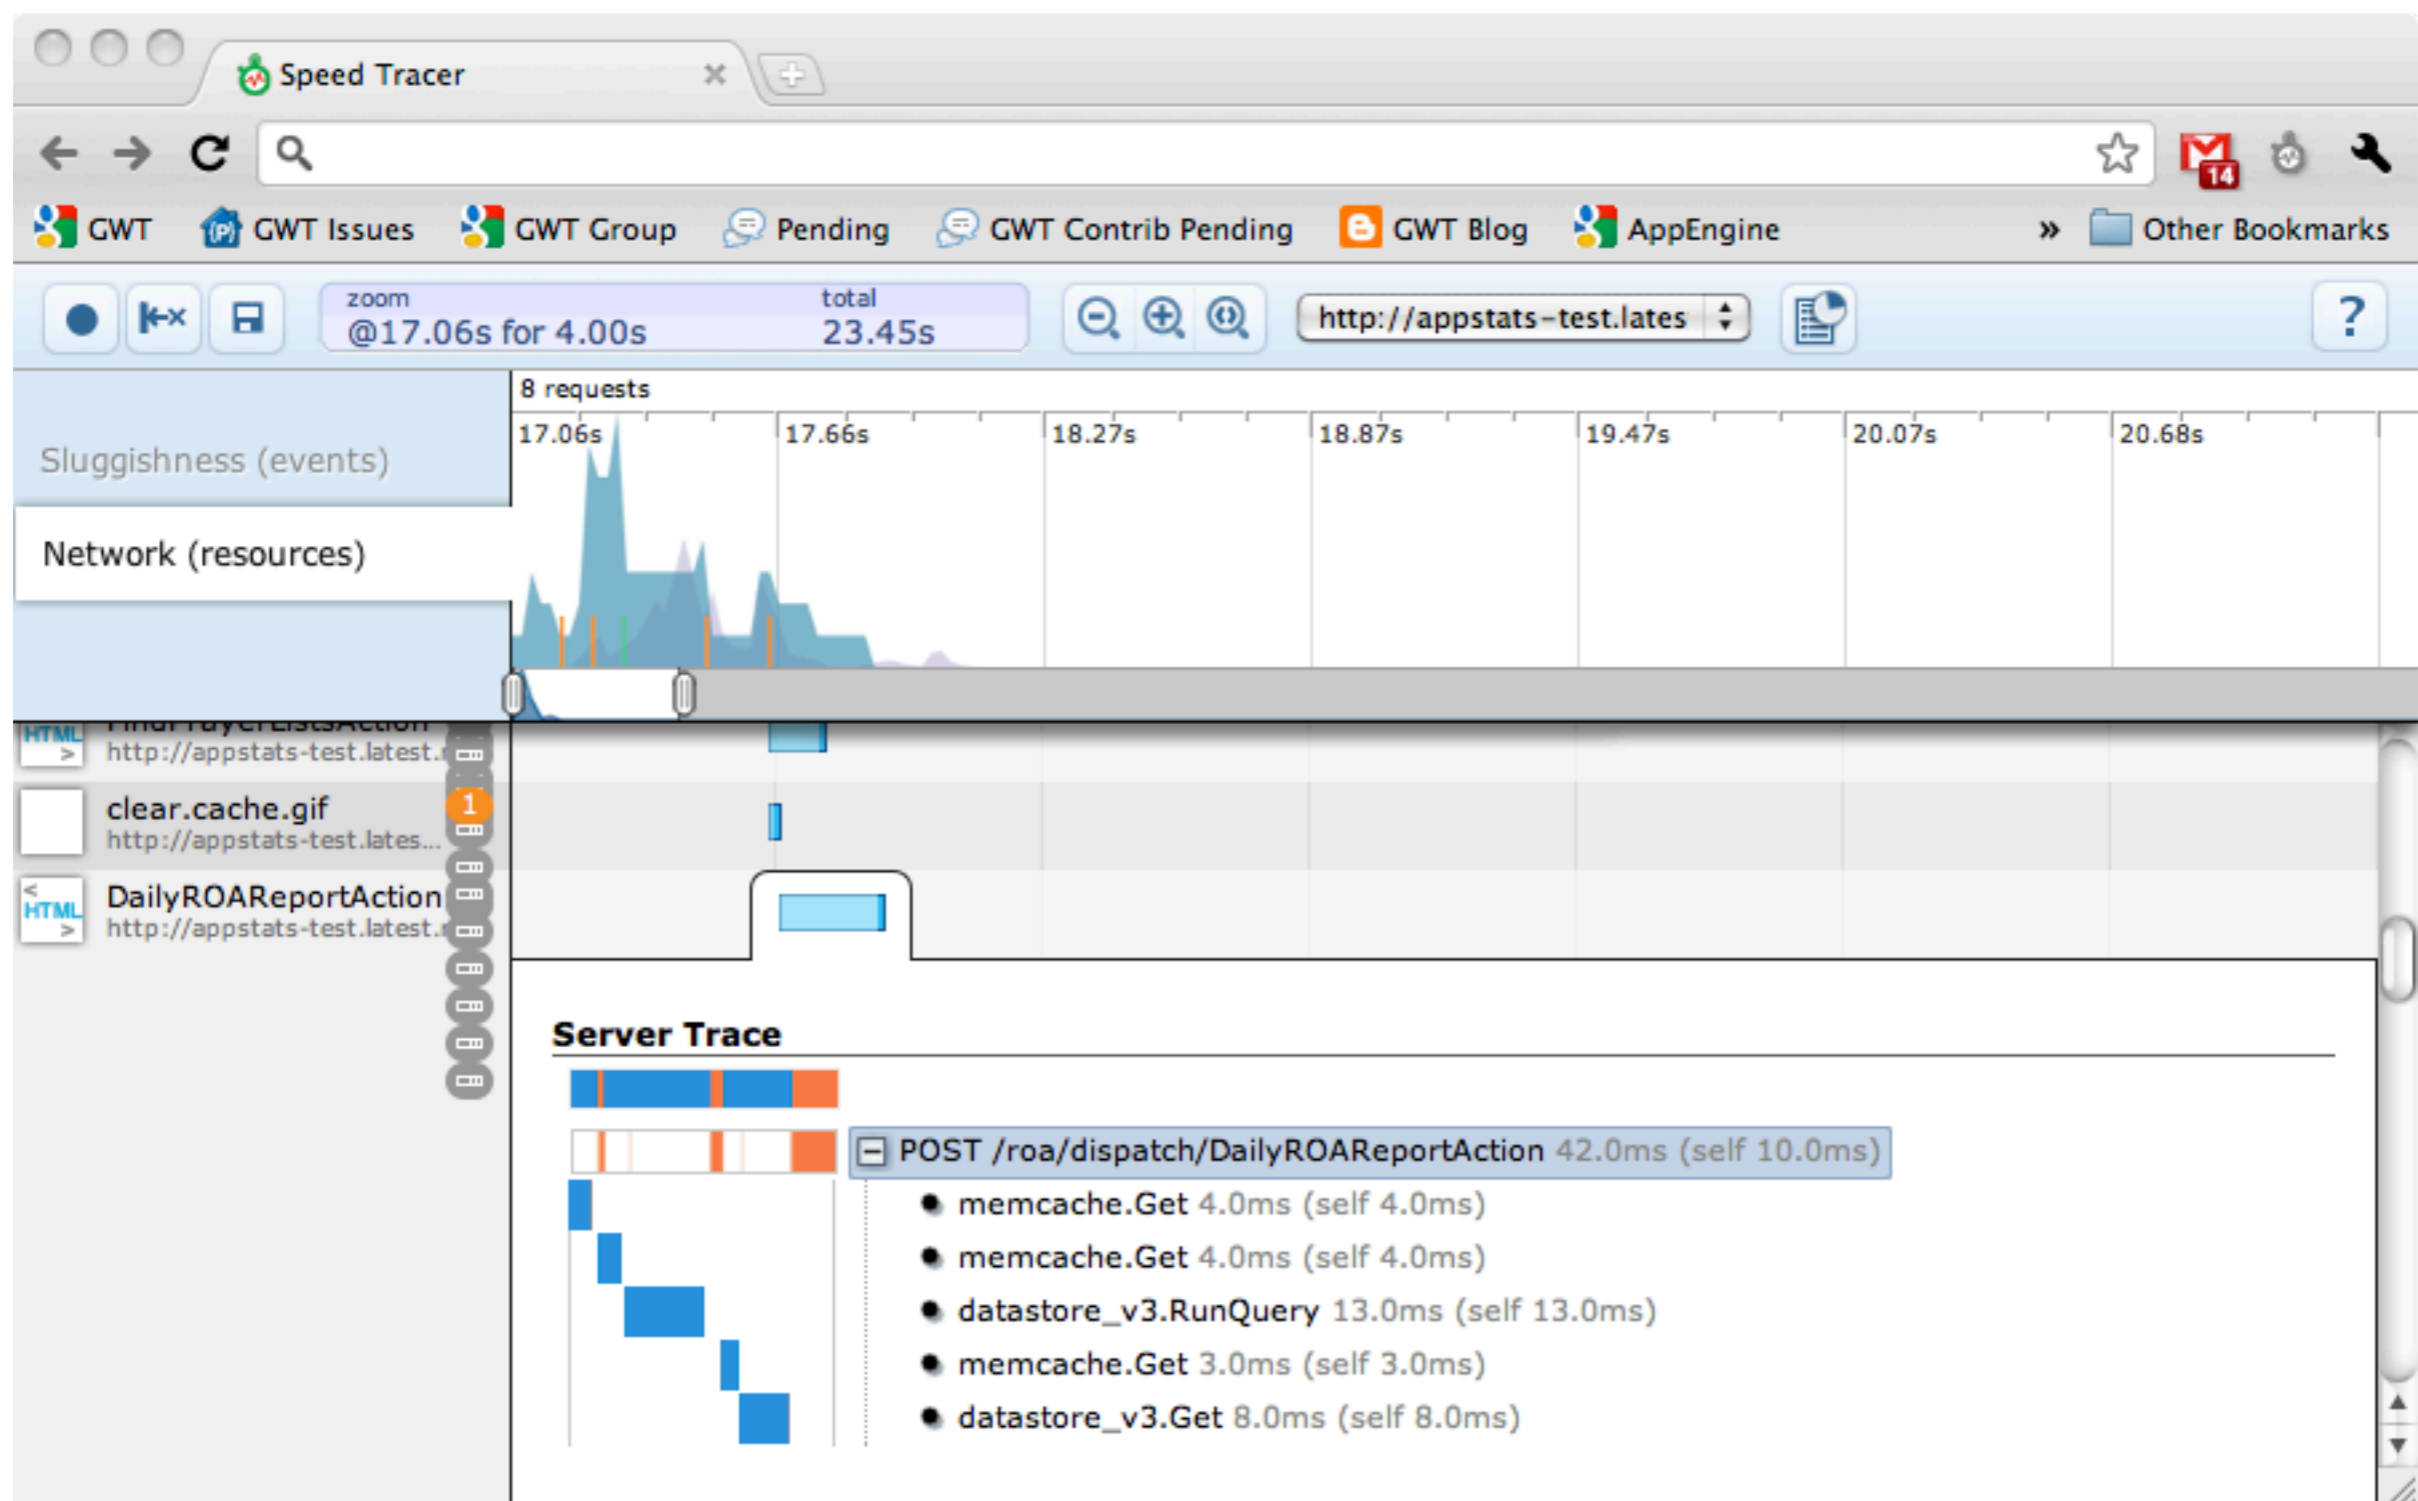 Speed Tracer
14
GWT GWT Issues GWT Group Pending GWT Contrib Pending GWT Blog AppEngine » Other Bookmarks
zoom total
@17.06s for 4.00s 23.45s http://appstats-test.lates ?
8 requests
17.06s 17.66s 18.27s 18.87s 19.47s 20.07s 20.68s
Sluggishness (events)
Network (resources)
FindPrayerListsAction
HTML
> http://appstats-test.latest.
clear.cache.gif 1
http://appstats-test.lates...
< DailyROAReportAction
HTML
> http://appstats-test.latest.
Server Trace
POST /roa/dispatch/DailyROAReportAction 42.0ms (self 10.0ms)
memcache.Get 4.0ms (self 4.0ms)
memcache.Get 4.0ms (self 4.0ms)
datastore_v3.RunQuery 13.0ms (self 13.0ms)
memcache.Get 3.0ms (self 3.0ms)
datastore_v3.Get 8.0ms (self 8.0ms)